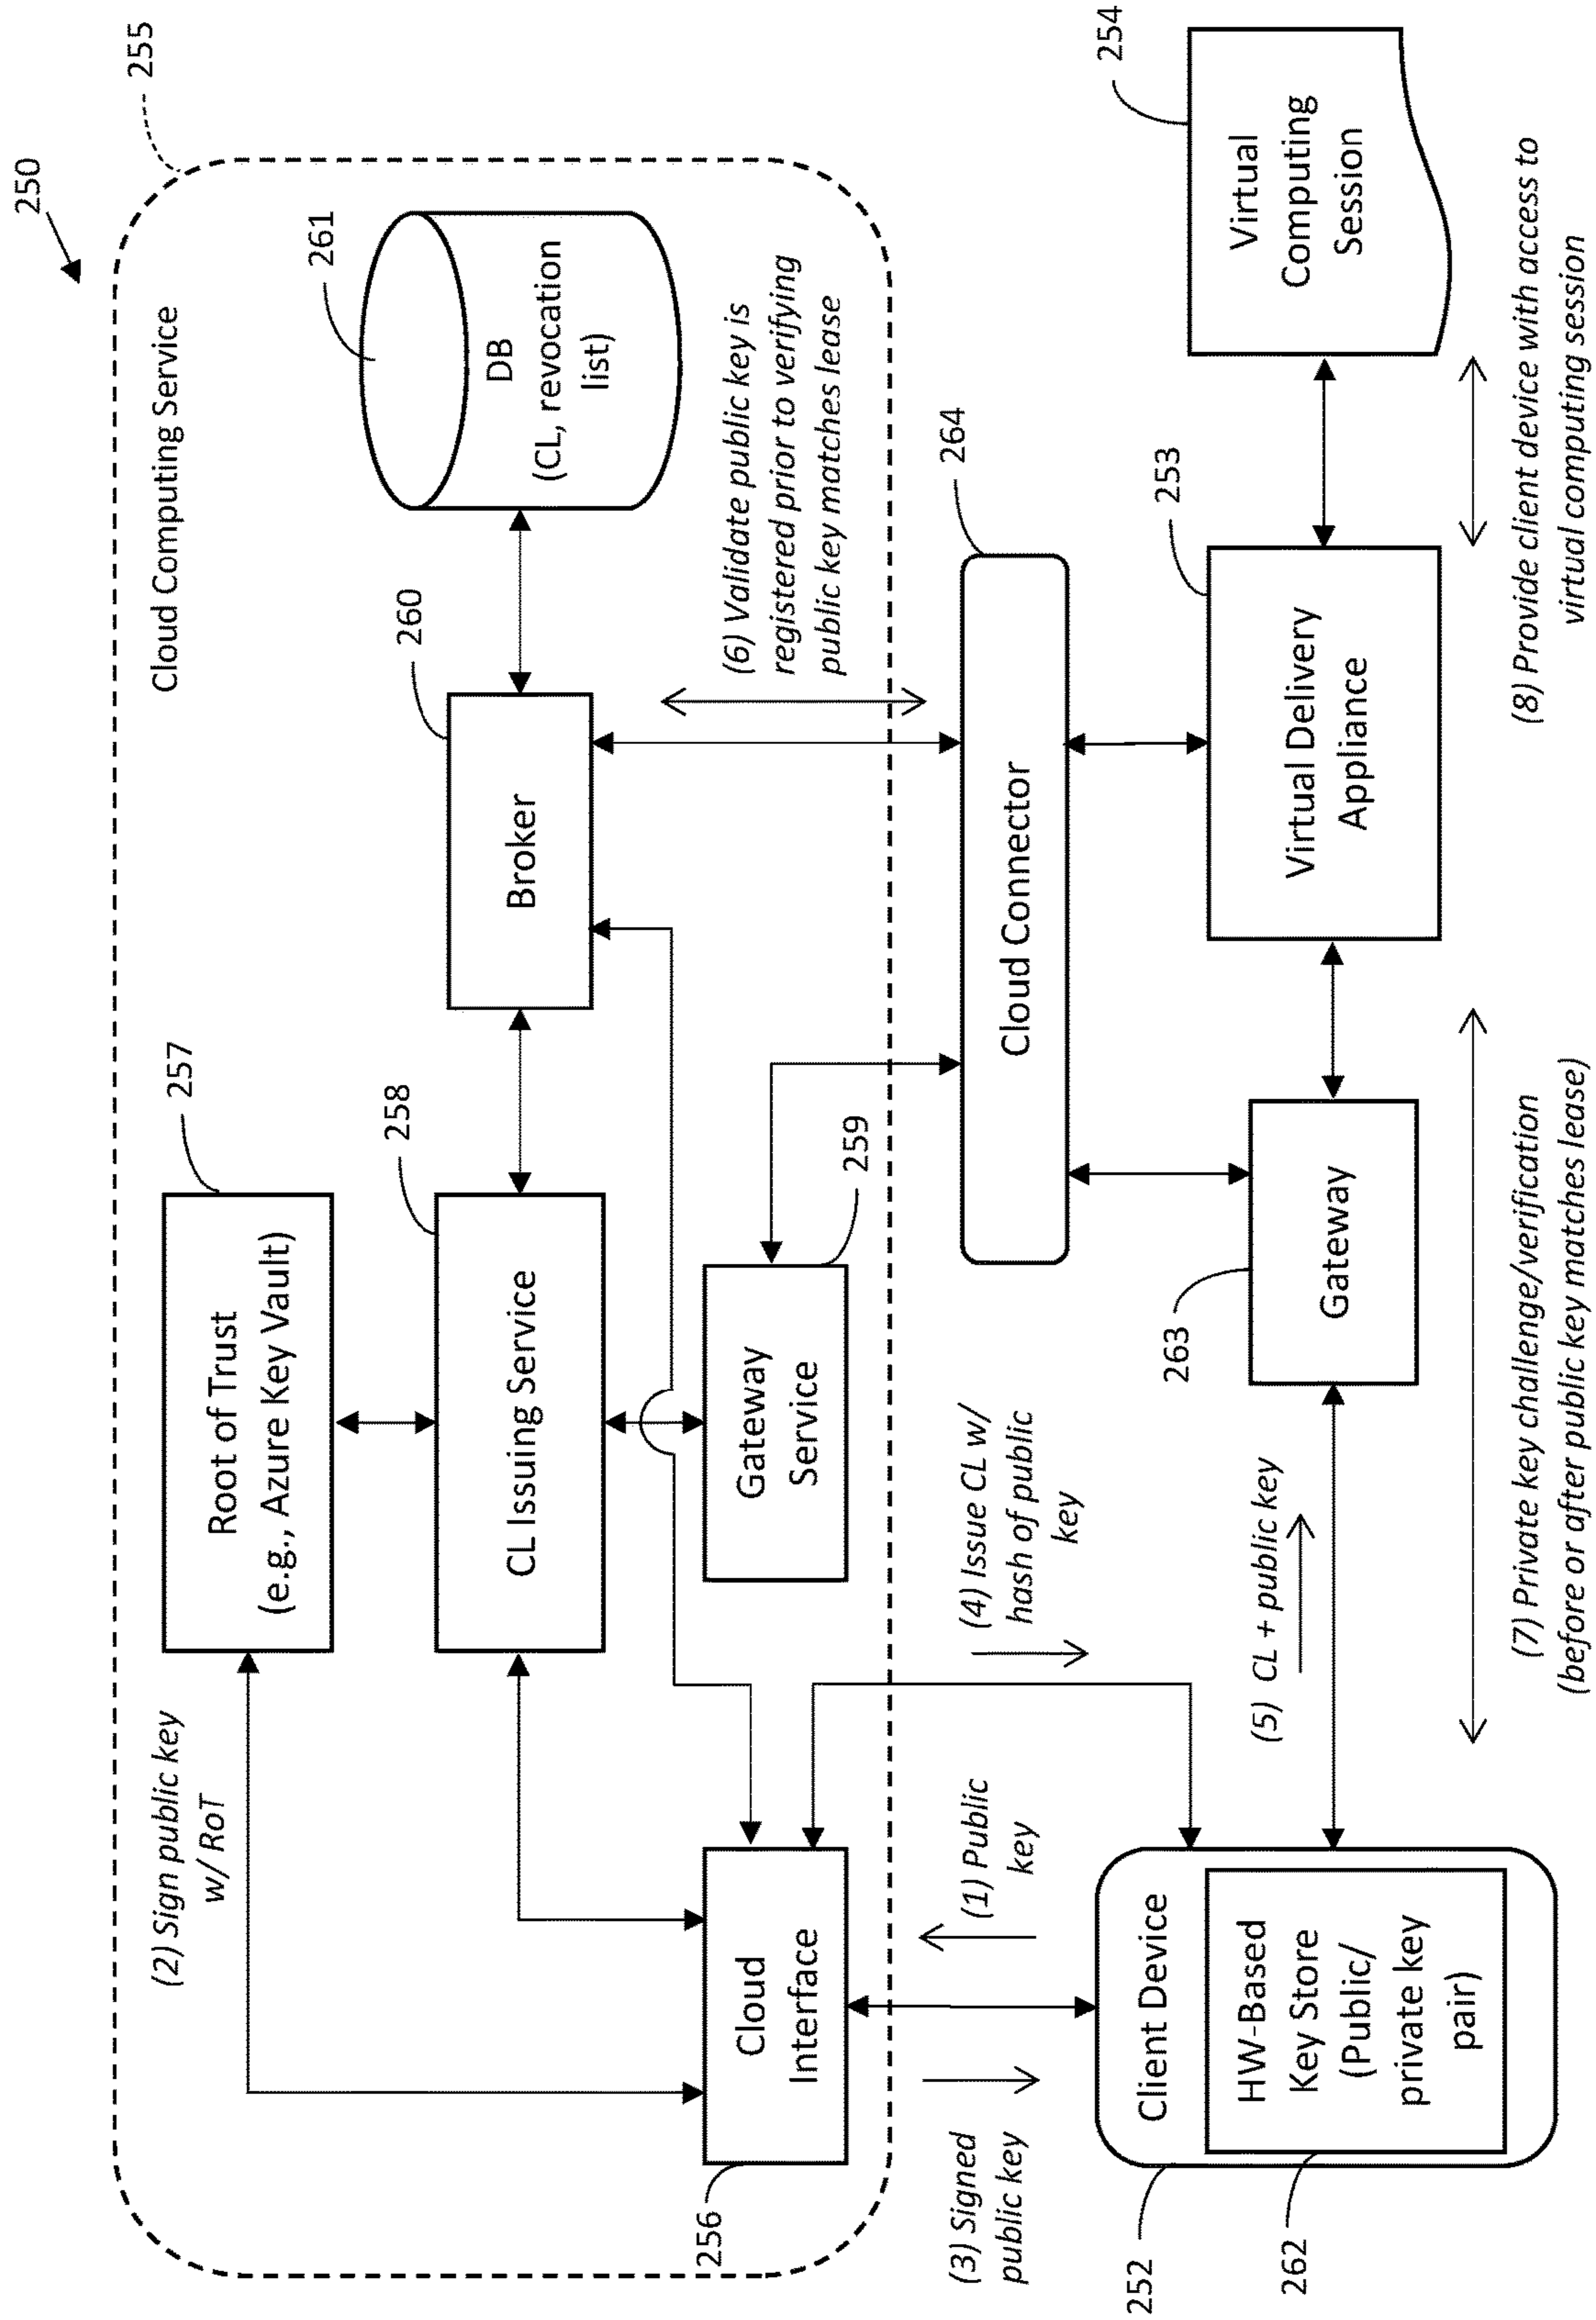 250
255
Cloud Computing Service
(2) Sign public key
w/ RoT
257
Root of Trust
(e.g., Azure Key Vault)
258
CL Issuing Service
260
Broker
261
DB
(CL, revocation
list)
256
Cloud
Interface
259
Gateway
Service
(6) Validate public key is
registered prior to verifying
public key matches lease
(3) Signed
public key
(1) Public
key
(4) Issue CL w/
hash of public
key
264
Cloud Connector
252
Client Device
262
HW-Based
Key Store
(Public/
private key
pair)
(5) CL + public key
263
Gateway
253
Virtual Delivery
Appliance
254
Virtual
Computing
Session
(7) Private key challenge/verification
(before or after public key matches lease)
(8) Provide client device with access to
virtual computing session